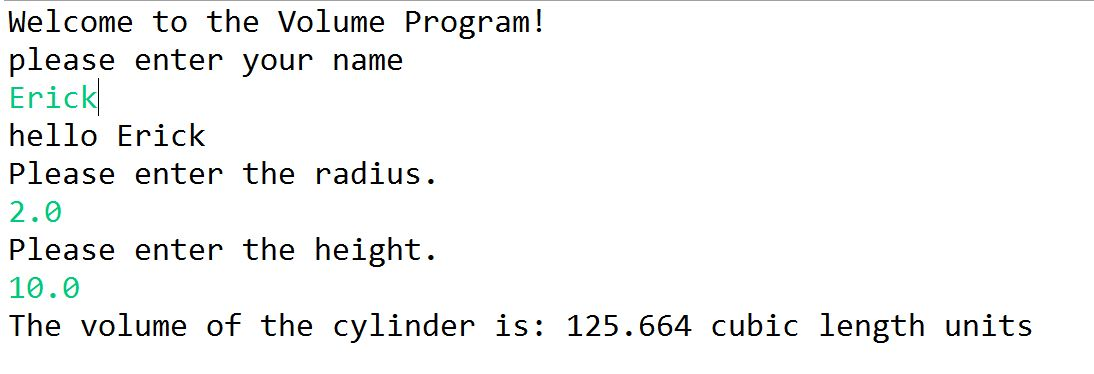 Welcome to the Volume Program!
please enter your name
Erick
hello Erick
Please enter the radius.
2.0
Please enter the height.
10.0
The volume of the cylinder is: 125.664 cubic length units